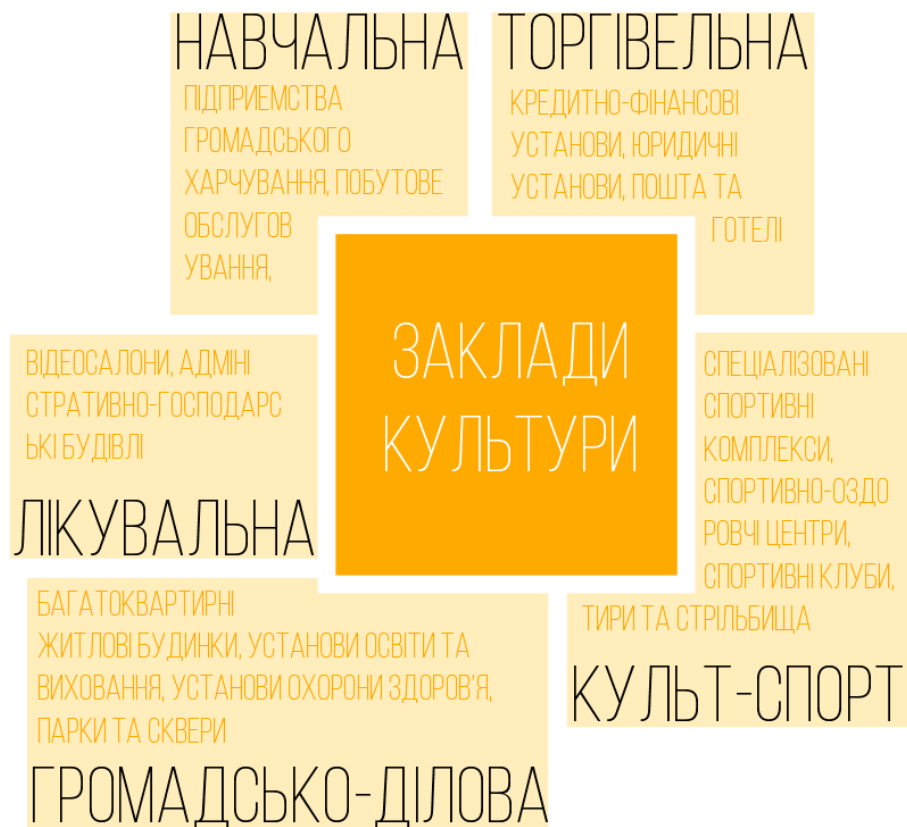 НАВЧАЛЬНА
ПІДПРИЕМСТВА
ГРОМАДСЬКОГО
ХАРЧУВАННЯ, ПОБУТОВЕ
ОБСЛУГОВ
УВАННЯ,
ТОРГІВЕЛЬНА
КРЕДИТНО-ФІНАНСОВІ
УСТАНОВИ, ЮРИДИЧНІ
УСТАНОВИ, ПОШТА ТА
ГОТЕЛІ
ЗАКЛАДИ
КУЛЬТУРИ
ВІДЕОСАЛОНИ, АДМІНІ
СТРАТИВНО-ГОСПОДАРС
ЬКІ БУДІВЛІ
ЛІКУВАЛЬНА
СПЕЦІАЛІЗОВАНІ
СПОРТИВНІ
КОМПЛЕКСИ,
СПОРТИВНО-ОЗДО
РОВЧІ ЦЕНТРИ,
СПОРТИВНІ КЛУБИ,
ТИРИ ТА СТРІЛЬБИЩА
КУЛЬТ-СПОРТ
БАГАТОКВАРТИРНІ
ЖИТЛОВІ БУДИНКИ, УСТАНОВИ ОСВІТИ ТА
ВИХОВАННЯ, УСТАНОВИ ОХОРОНИ ЗДОРОВ'Я,
ПАРКИ ТА СКВЕРИ
ГРОМАДСЬКО-ДІЛОВА